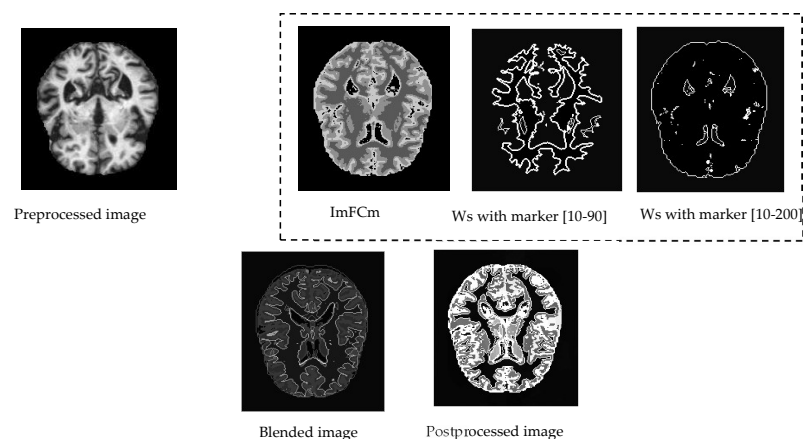 Preprocessed image
ImFCm
Ws with marker [10-90]
Ws with marker [10-200]
Blended image
Postprocessed image